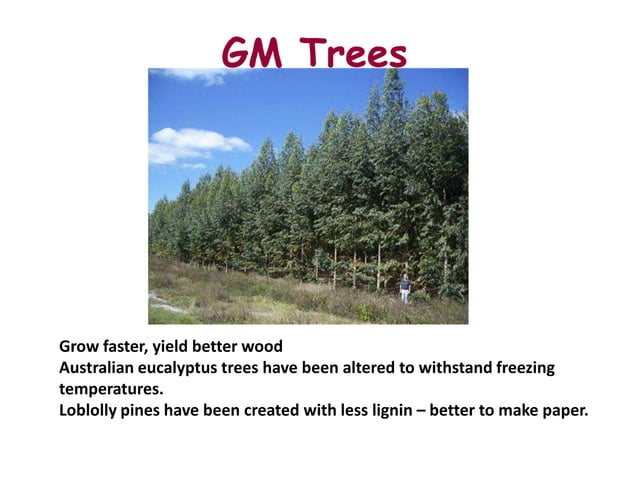 GM Trees
Grow faster, yield better wood
Australian eucalyptus trees have been altered to withstand freezing
temperatures.
Loblolly pines have been created with less lignin – better to make paper.